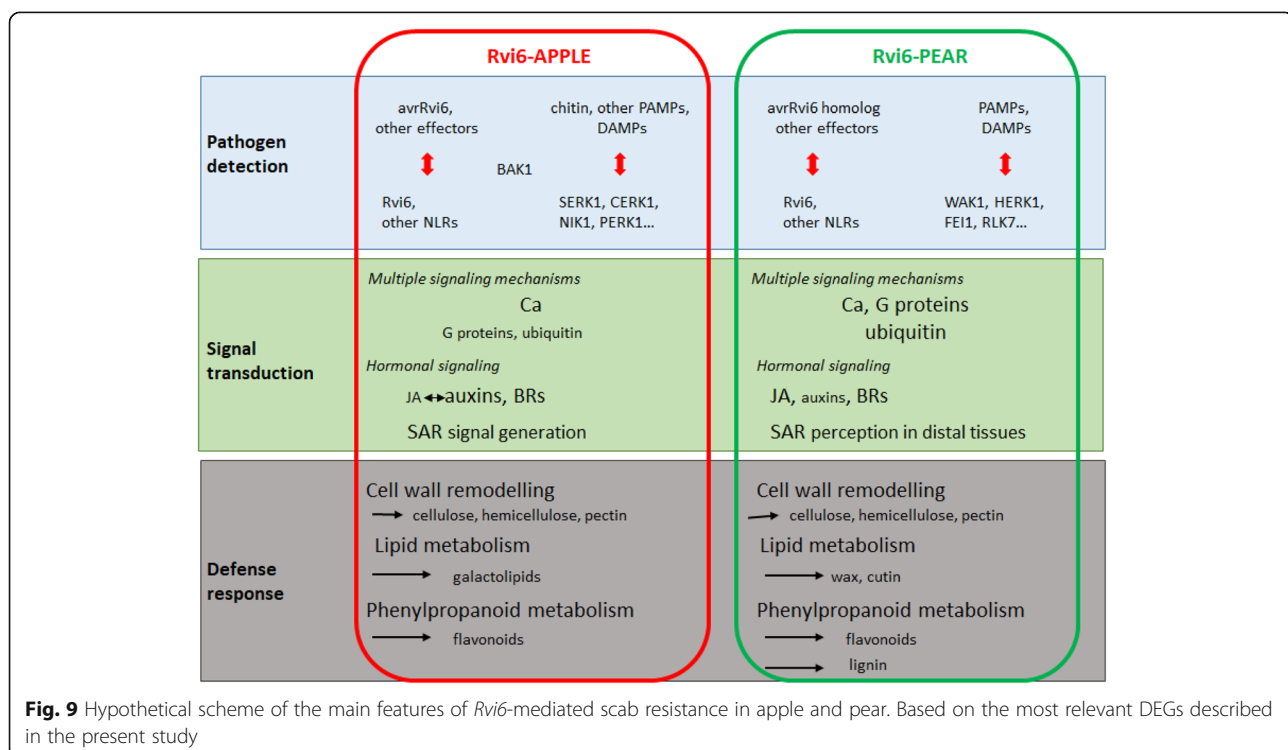 Rvi6-APPLE
Rvi6-PEAR
Pathogen
detection
avrRvi6,
other effectors
chitin, other PAMPs,
DAMPs
BAK1
Rvi6,
other NLRs
SERK1, CERK1,
NIK1, PERK1...
avrRvi6 homolog
other effectors
PAMPs,
DAMPs
Rvi6,
other NLRs
WAK1, HERK1,
FEI1, RLK7...
Signal
transduction
Multiple signaling mechanisms
Ca
G proteins, ubiquitin
Hormonal signaling
JA↔auxins, BRs
SAR signal generation
Multiple signaling mechanisms
Ca, G proteins
ubiquitin
Hormonal signaling
JA, auxins, BRs
SAR perception in distal tissues
Defense
response
Cell wall remodelling
→ cellulose, hemicellulose, pectin
Lipid metabolism
→ galactolipids
Phenylpropanoid metabolism
→ flavonoids
Cell wall remodelling
→ cellulose, hemicellulose, pectin
Lipid metabolism
→ wax, cutin
Phenylpropanoid metabolism
→ flavonoids
→ lignin
Fig. 9 Hypothetical scheme of the main features of Rvi6-mediated scab resistance in apple and pear. Based on the most relevant DEGs described
in the present study